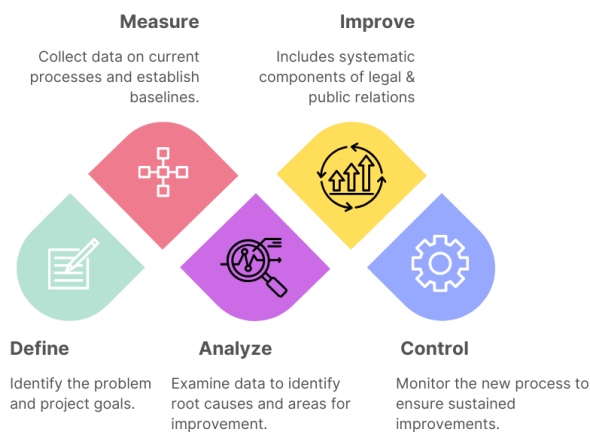 Measure
Collect data on current
processes and establish
baselines.
Improve
Includes systematic
components of legal &
public relations
Define
Identify the problem
and project goals.
Analyze
Examine data to identify
root causes and areas for
improvement.
Control
Monitor the new process to
ensure sustained
improvements.